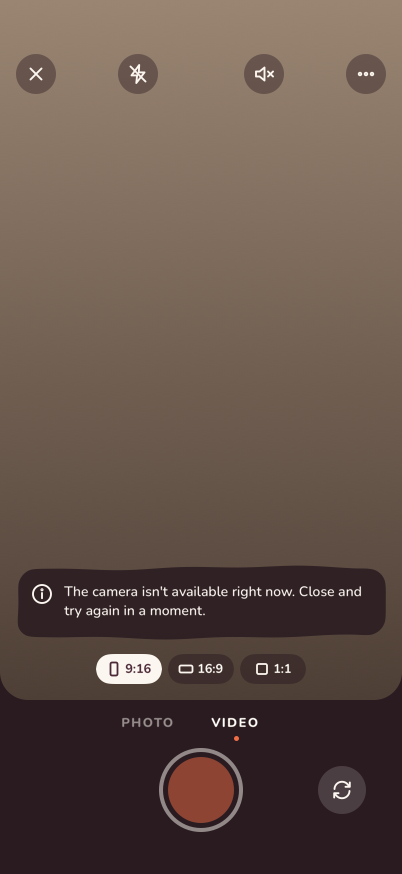 The camera isn't available right now. Close and
try again in a moment.
9:16
16:9
1:1
PHOTO
VIDEO